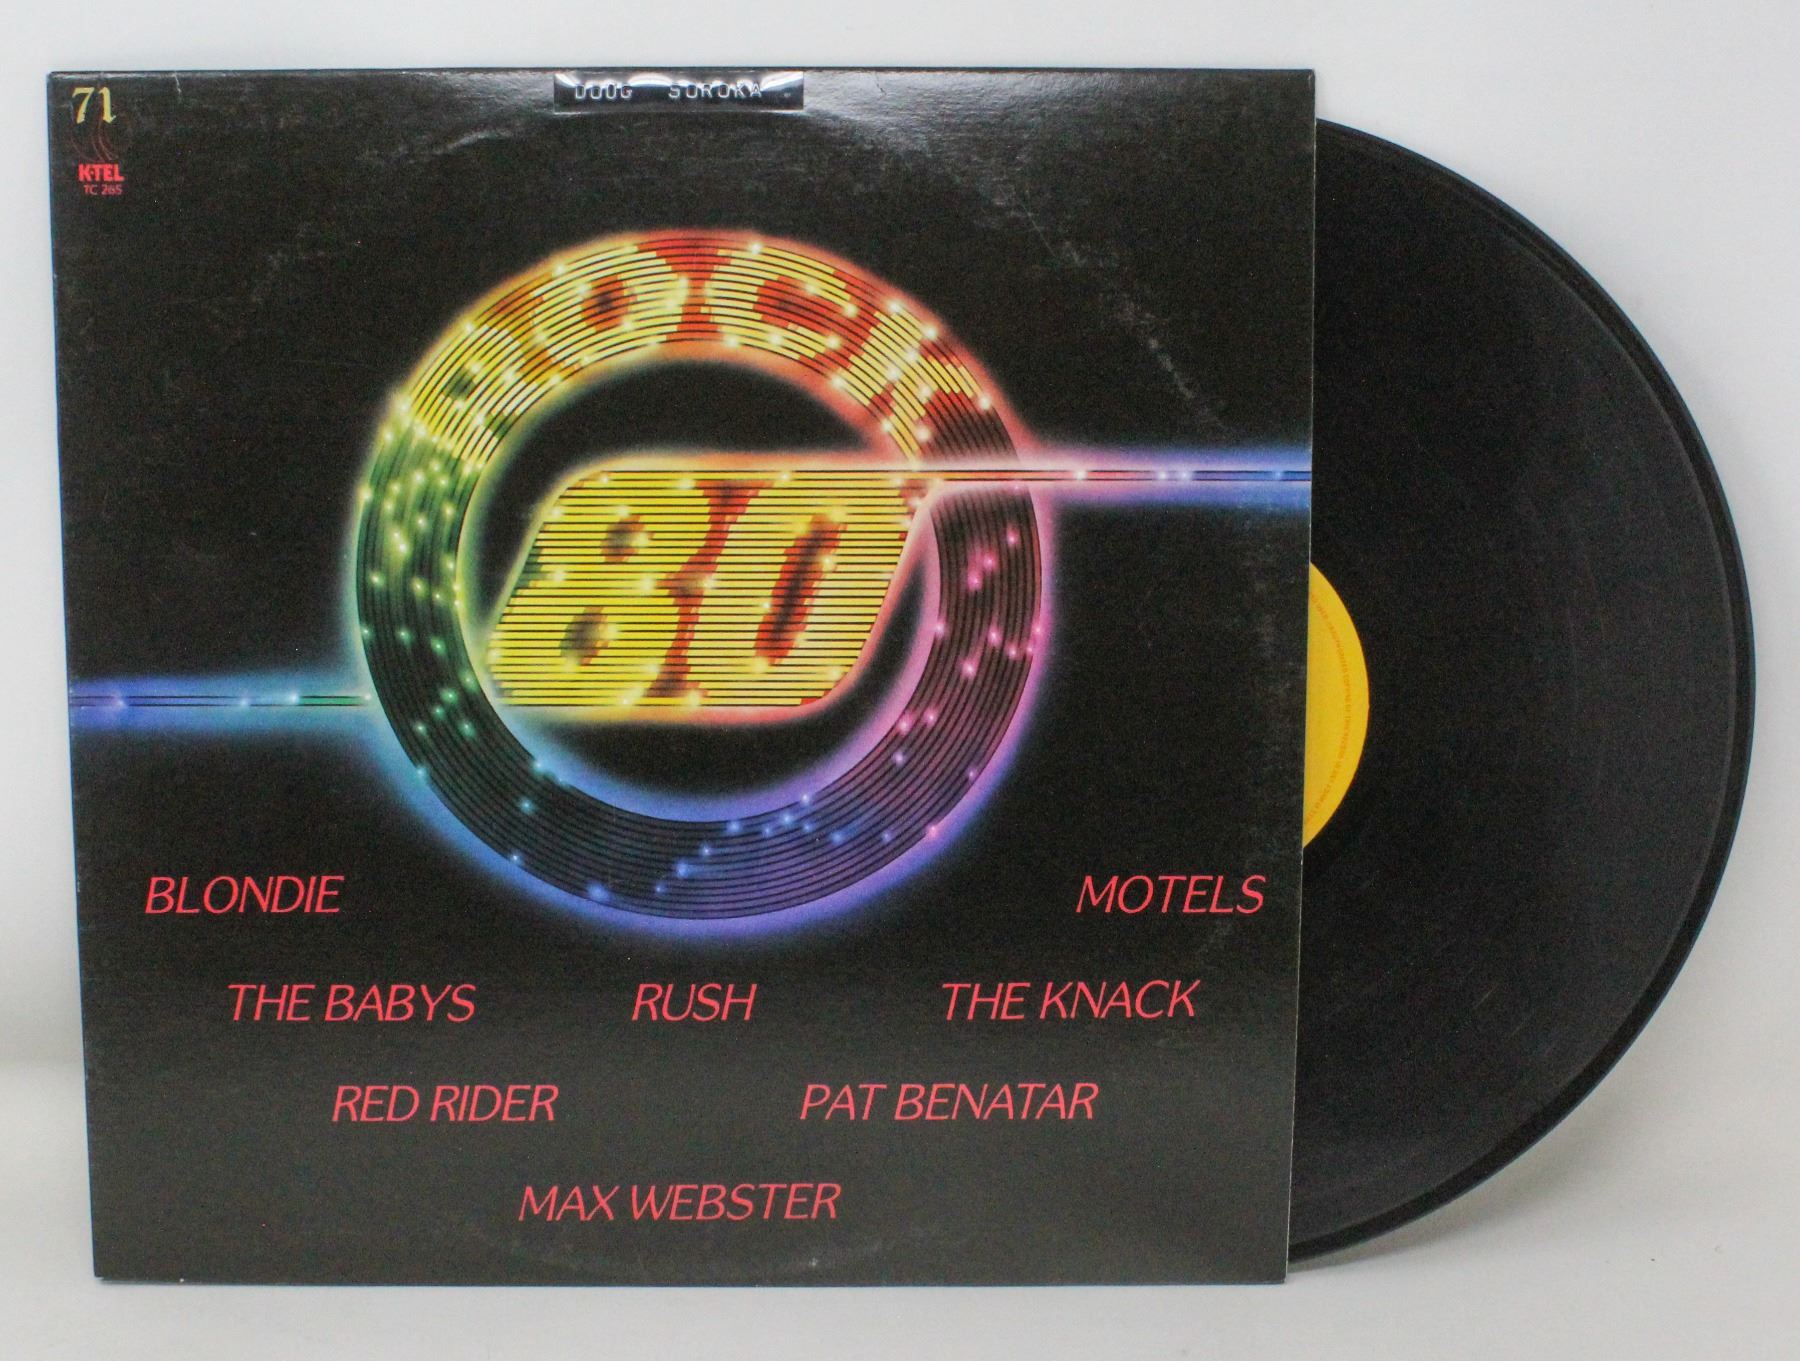 DOUG SOROKA
71
K-TEL
TC 265
ROCK
80
BLONDIE MOTELS
THE BABYS RUSH THE KNACK
RED RIDER PAT BENATAR
MAX WEBSTER